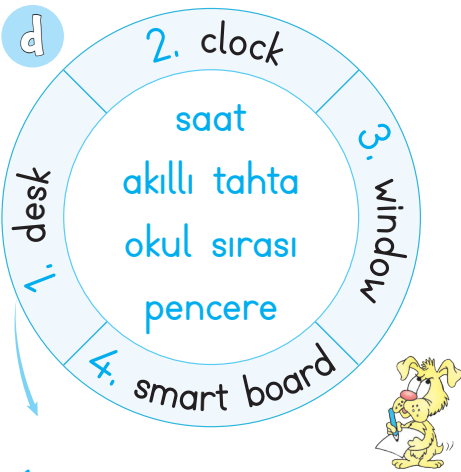 d
1. desk
2. clock
3. window
4. smart board
saat
akıllı tahta
okul sırası
pencere